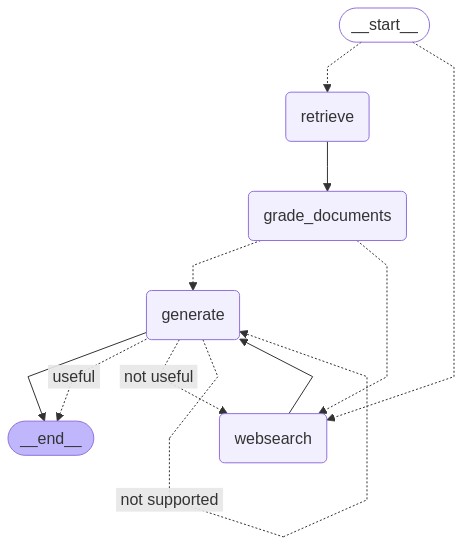 __start__
retrieve
grade_documents
generate
useful
not useful
__end__
websearch
not supported